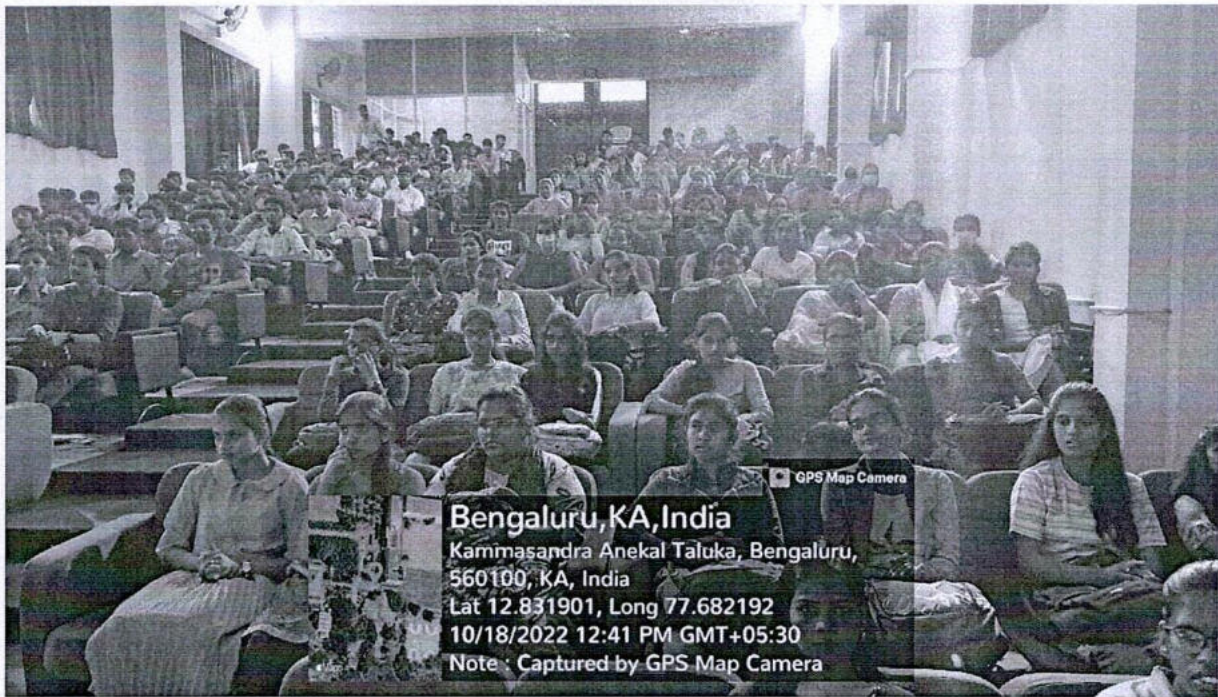 GPS Map Camera
Bengaluru,KA,India
Kammasandra Anekal Taluka, Bengaluru,
560100, KA, India
Lat 12.831901, Long 77.682192
10/18/2022 12:41 PM GMT+05:30
Note : Captured by GPS Map Camera